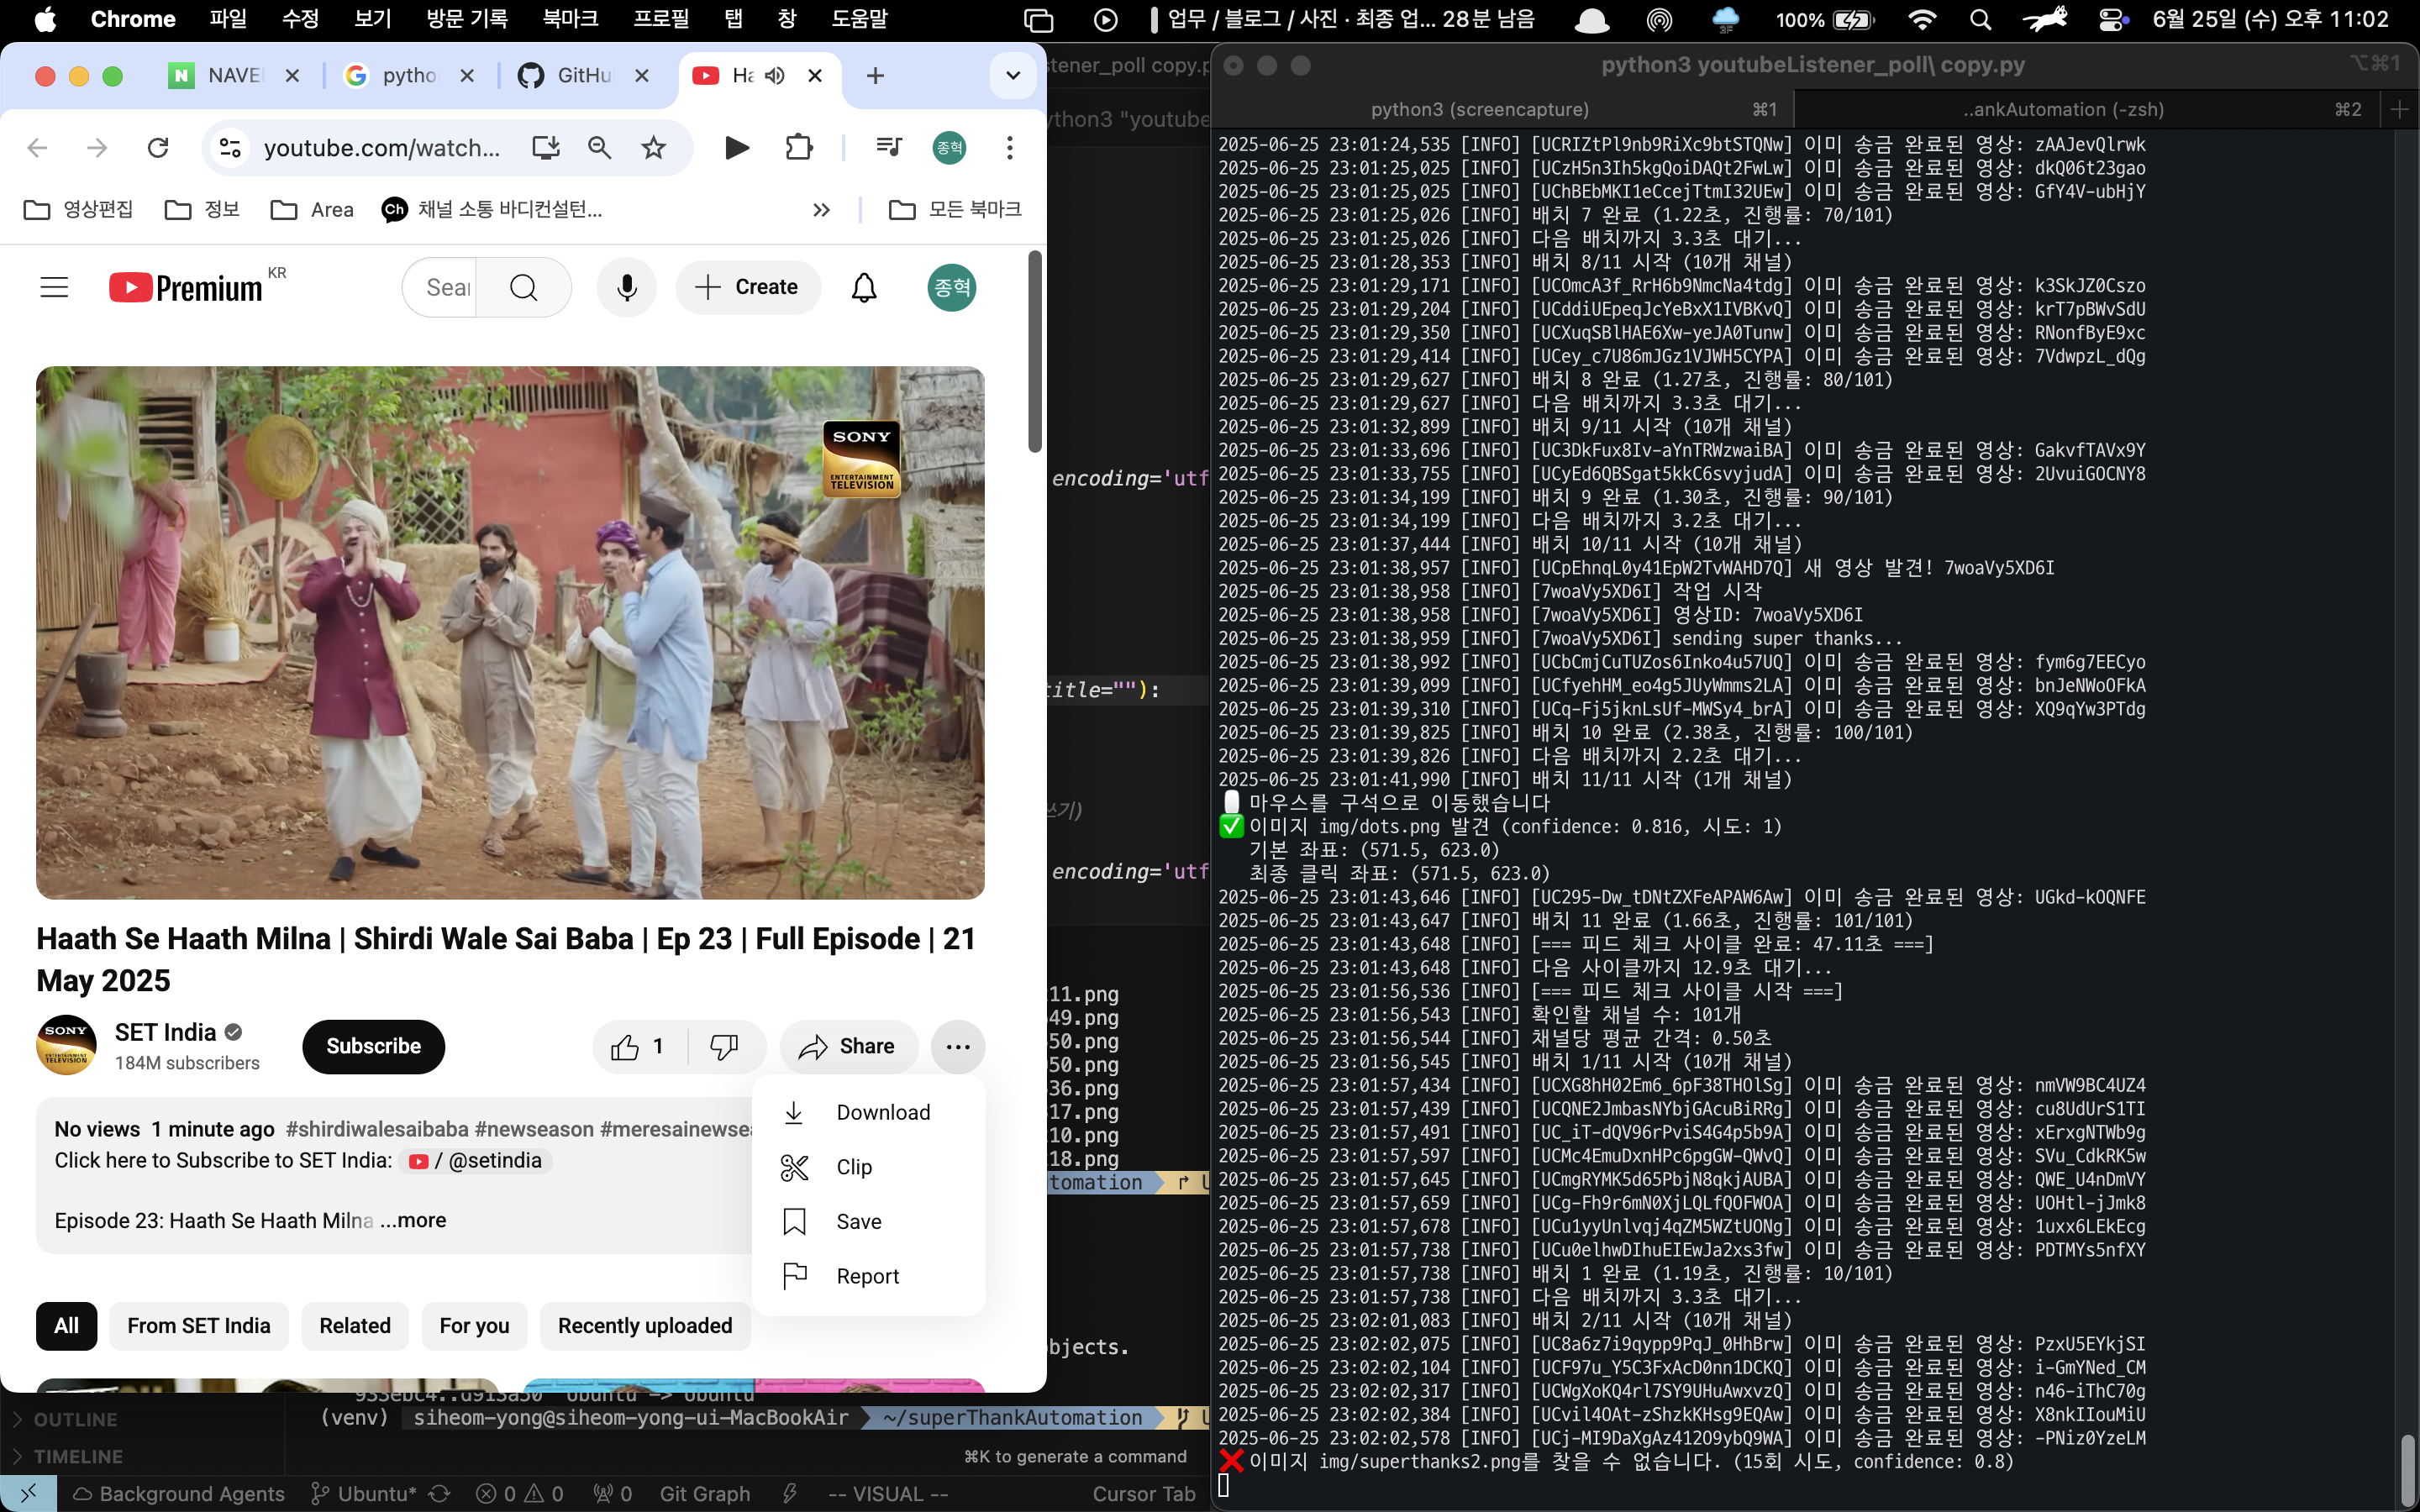 Chrome 파일 수정 보기 방문 기록 북마크 프로필 탭 창 도움말 업무 / 블로그 / 사진 · 최종 업... 28분 남음 3F 100% 6월 25일 (수) 오후 11:02
NAVE pytho GitHu Ha
youtube.com/watch... 종혁
영상편집 정보 Area Ch 채널 소통 바디컨설턴... » 모든 북마크
Premium KR Sear Create 종혁
SONY
ENTERTAINMENT
TELEVISION
Haath Se Haath Milna | Shirdi Wale Sai Baba | Ep 23 | Full Episode | 21
May 2025
SONY
SET India
184M subscribers
Subscribe 1 Share
Download
Clip
Save
Report
No views 1 minute ago #shirdiwalesaibaba #newseason #meresainewsea
Click here to Subscribe to SET India: / @setindia
Episode 23: Haath Se Haath Milna ...more
All From SET India Related For you Recently uploaded
stener_poll copy.p
ython3 "youtube
encoding='utf
title=""):
쓰기)
encoding='utf
11.png
49.png
50.png
50.png
36.png
17.png
10.png
18.png
tomation
bjects.
Ubuntu -> Ubuntu
OUTLINE
(venv) siheom-yong@siheom-yong-ui-MacBookAir ~/superThankAutomation
TIMELINE
⌘K to generate a command
Background Agents Ubuntu* 0 0 0 Git Graph -- VISUAL -- Cursor Tab
python3 youtubeListener_poll\ copy.py ⌥⌘1
python3 (screencapture) ⌘1 ..ankAutomation (-zsh) ⌘2
2025-06-25 23:01:24,535 [INFO] [UCRIZtPl9nb9RiXc9btSTQNw] 이미 송금 완료된 영상: zAAJevQlrwk
2025-06-25 23:01:25,025 [INFO] [UCzH5n3Ih5kgQoiDAQt2FwLw] 이미 송금 완료된 영상: dkQ06t23gao
2025-06-25 23:01:25,025 [INFO] [UChBEbMKI1eCcejTtmI32UEw] 이미 송금 완료된 영상: GfY4V-ubHjY
2025-06-25 23:01:25,026 [INFO] 배치 7 완료 (1.22초, 진행률: 70/101)
2025-06-25 23:01:25,026 [INFO] 다음 배치까지 3.3초 대기...
2025-06-25 23:01:28,353 [INFO] 배치 8/11 시작 (10개 채널)
2025-06-25 23:01:29,171 [INFO] [UCOmcA3f_RrH6b9NmcNa4tdg] 이미 송금 완료된 영상: k3SkJZ0Cszo
2025-06-25 23:01:29,204 [INFO] [UCddiUEpeqJcYeBxX1IVBKvQ] 이미 송금 완료된 영상: krT7pBWvSdU
2025-06-25 23:01:29,350 [INFO] [UCXuqSBlHAE6Xw-yeJA0Tunw] 이미 송금 완료된 영상: RNonfByE9xc
2025-06-25 23:01:29,414 [INFO] [UCey_c7U86mJGz1VJWH5CYPA] 이미 송금 완료된 영상: 7VdwpzL_dQg
2025-06-25 23:01:29,627 [INFO] 배치 8 완료 (1.27초, 진행률: 80/101)
2025-06-25 23:01:29,627 [INFO] 다음 배치까지 3.3초 대기...
2025-06-25 23:01:32,899 [INFO] 배치 9/11 시작 (10개 채널)
2025-06-25 23:01:33,696 [INFO] [UC3DkFux8Iv-aYnTRWzwaiBA] 이미 송금 완료된 영상: GakvfTAVx9Y
2025-06-25 23:01:33,755 [INFO] [UCyEd6QBSgat5kkC6svyjudA] 이미 송금 완료된 영상: 2UvuiGOCNY8
2025-06-25 23:01:34,199 [INFO] 배치 9 완료 (1.30초, 진행률: 90/101)
2025-06-25 23:01:34,199 [INFO] 다음 배치까지 3.2초 대기...
2025-06-25 23:01:37,444 [INFO] 배치 10/11 시작 (10개 채널)
2025-06-25 23:01:38,957 [INFO] [UCpEhnqL0y41EpW2TvWAHD7Q] 새 영상 발견! 7woaVy5XD6I
2025-06-25 23:01:38,958 [INFO] [7woaVy5XD6I] 작업 시작
2025-06-25 23:01:38,958 [INFO] [7woaVy5XD6I] 영상ID: 7woaVy5XD6I
2025-06-25 23:01:38,959 [INFO] [7woaVy5XD6I] sending super thanks...
2025-06-25 23:01:38,992 [INFO] [UCbCmjCuTUZos6Inko4u57UQ] 이미 송금 완료된 영상: fym6g7EECyo
2025-06-25 23:01:39,099 [INFO] [UCfyehHM_eo4g5JUyWmms2LA] 이미 송금 완료된 영상: bnJeNWoOFkA
2025-06-25 23:01:39,310 [INFO] [UCq-Fj5jknLsUf-MWSy4_brA] 이미 송금 완료된 영상: XQ9qYw3PTdg
2025-06-25 23:01:39,825 [INFO] 배치 10 완료 (2.38초, 진행률: 100/101)
2025-06-25 23:01:39,826 [INFO] 다음 배치까지 2.2초 대기...
2025-06-25 23:01:41,990 [INFO] 배치 11/11 시작 (1개 채널)
마우스를 구석으로 이동했습니다
✅ 이미지 img/dots.png 발견 (confidence: 0.816, 시도: 1)
기본 좌표: (571.5, 623.0)
최종 클릭 좌표: (571.5, 623.0)
2025-06-25 23:01:43,646 [INFO] [UC295-Dw_tDNtZXFeAPAW6Aw] 이미 송금 완료된 영상: UGkd-kOQNFE
2025-06-25 23:01:43,647 [INFO] 배치 11 완료 (1.66초, 진행률: 101/101)
2025-06-25 23:01:43,648 [INFO] [=== 피드 체크 사이클 완료: 47.11초 ===]
2025-06-25 23:01:43,648 [INFO] 다음 사이클까지 12.9초 대기...
2025-06-25 23:01:56,536 [INFO] [=== 피드 체크 사이클 시작 ===]
2025-06-25 23:01:56,543 [INFO] 확인할 채널 수: 101개
2025-06-25 23:01:56,544 [INFO] 채널당 평균 간격: 0.50초
2025-06-25 23:01:56,545 [INFO] 배치 1/11 시작 (10개 채널)
2025-06-25 23:01:57,434 [INFO] [UCXG8hH02Em6_6pF38THOlSg] 이미 송금 완료된 영상: nmVW9BC4UZ4
2025-06-25 23:01:57,439 [INFO] [UCQNE2JmbasNYbjGAcuBiRRg] 이미 송금 완료된 영상: cu8UdUrS1TI
2025-06-25 23:01:57,491 [INFO] [UC_iT-dQV96rPviS4G4p5b9A] 이미 송금 완료된 영상: xErxgNTWb9g
2025-06-25 23:01:57,597 [INFO] [UCMc4EmuDxnHPc6pgGW-QWvQ] 이미 송금 완료된 영상: SVu_CdkRK5w
2025-06-25 23:01:57,645 [INFO] [UCmgRYMK5d65PbjN8qkjAUBA] 이미 송금 완료된 영상: QWE_U4nDmVY
2025-06-25 23:01:57,659 [INFO] [UCg-Fh9r6mN0XjLQLfQOFWOA] 이미 송금 완료된 영상: UOHtl-jJmk8
2025-06-25 23:01:57,678 [INFO] [UCu1yyUnlvqj4qZM5WZtUONg] 이미 송금 완료된 영상: 1uxx6LEkEcg
2025-06-25 23:01:57,738 [INFO] [UCu0elhwDIhuEIEwJa2xs3fw] 이미 송금 완료된 영상: PDTMYs5nfXY
2025-06-25 23:01:57,738 [INFO] 배치 1 완료 (1.19초, 진행률: 10/101)
2025-06-25 23:01:57,738 [INFO] 다음 배치까지 3.3초 대기...
2025-06-25 23:02:01,083 [INFO] 배치 2/11 시작 (10개 채널)
2025-06-25 23:02:02,075 [INFO] [UC8a6z7i9qypp9PqJ_0HhBrw] 이미 송금 완료된 영상: PzxU5EYkjSI
2025-06-25 23:02:02,104 [INFO] [UCF97u_Y5C3FxAcD0nn1DCKQ] 이미 송금 완료된 영상: i-GmYNed_CM
2025-06-25 23:02:02,317 [INFO] [UCWgXoKQ4rl7SY9UHuAwxvzQ] 이미 송금 완료된 영상: n46-iThC70g
2025-06-25 23:02:02,384 [INFO] [UCvil4OAt-zShzkKHsg9EQAw] 이미 송금 완료된 영상: X8nkIIouMiU
2025-06-25 23:02:02,578 [INFO] [UCj-MI9DaXgAz412O9ybQ9WA] 이미 송금 완료된 영상: -PNiz0YzeLM
❌ 이미지 img/superthanks2.png를 찾을 수 없습니다. (15회 시도, confidence: 0.8)